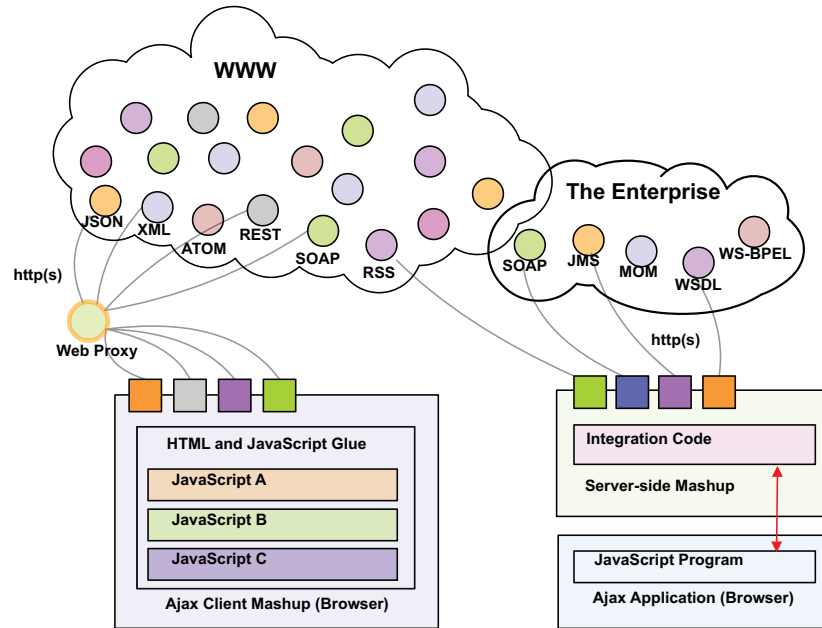 WWW
The Enterprise
JSON
XML
ATOM
REST
SOAP
RSS
SOAP
JMS
MOM
WSDL
WS-BPEL
http(s)
Web Proxy
http(s)
HTML and JavaScript Glue
JavaScript A
JavaScript B
JavaScript C
Ajax Client Mashup (Browser)
Integration Code
Server-side Mashup
JavaScript Program
Ajax Application (Browser)